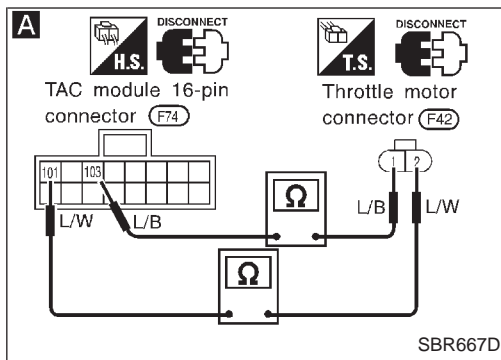 A
DISCONNECT
H.S.
TAC module 16-pin
connector F74
DISCONNECT
T.S.
Throttle motor
connector F42
101 103
1 2
L/W L/B
Ω
L/B L/W
Ω
SBR667D